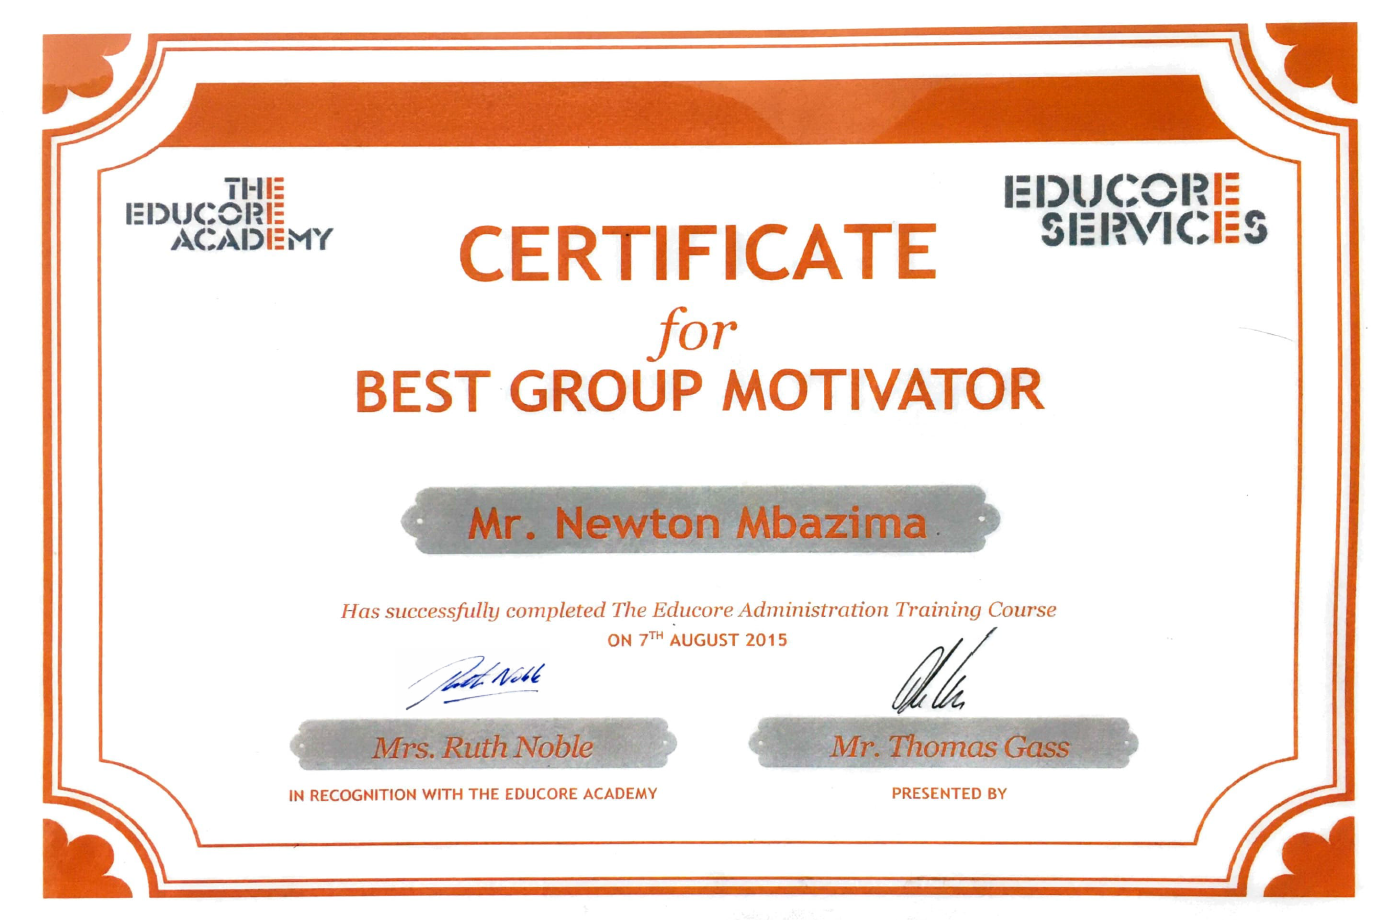 THE
EDUCORE
ACADEMY
EDUCORE
SERVICES
CERTIFICATE
for
BEST GROUP MOTIVATOR
Mr. Newton Mbazima
Has successfully completed The Educore Administration Training Course
ON 7TH AUGUST 2015
Ruth Noble
Mrs. Ruth Noble
Mr. Thomas Gass
IN RECOGNITION WITH THE EDUCORE ACADEMY
PRESENTED BY